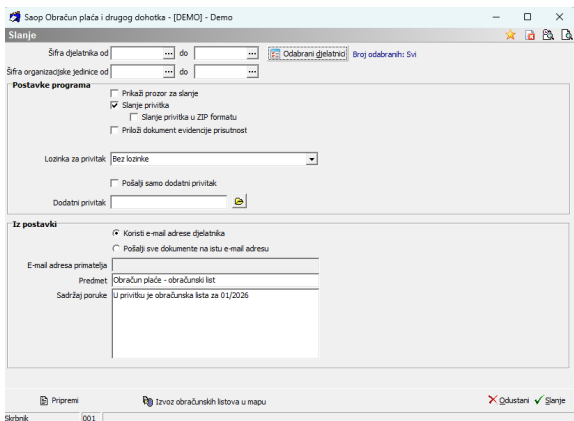 Saop Obračun plaća i drugog dohotka - [DEMO] - Demo
Slanje
Šifra djelatnika od ... do ... Odabrani djelatnici Broj odabranih: Svi
Šifra organizacijske jedinice od ... do ...
Postavke programa
Prikaži prozor za slanje
Slanje privitka
Slanje privitka u ZIP formatu
Priloži dokument evidencije prisutnost
Lozinka za privitak Bez lozinke
Pošalji samo dodatni privitak
Dodatni privitak
Iz postavki
Koristi e-mail adrese djelatnika
Pošalji sve dokumente na istu e-mail adresu
E-mail adresa primatelja
Predmet Obračun plaće - obračunski list
Sadržaj poruke U privitku je obračunska lista za 01/2026
Pripremi Izvoz obračunskih listova u mapu Odustani Slanje
Skrbnik 001